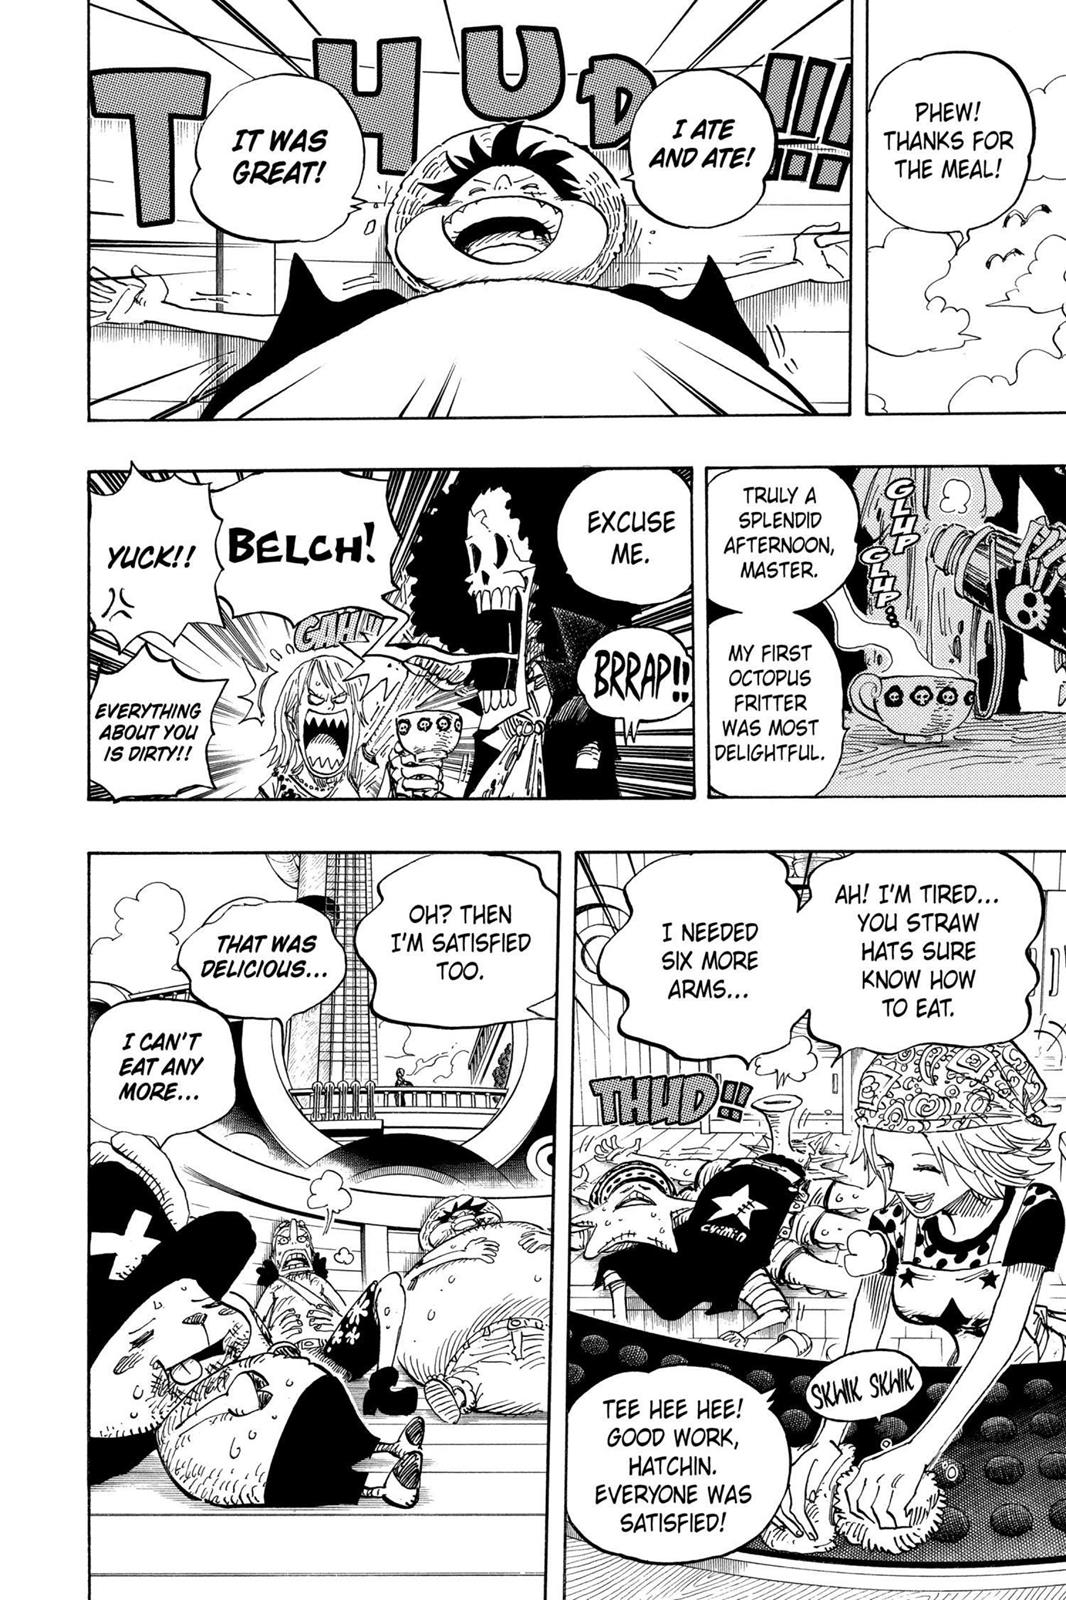 PHEW!
THANKS FOR
THE MEAL!
THUD!!!
I ATE
AND ATE!
IT WAS
GREAT!
TRULY A
SPLENDID
AFTERNOON,
MASTER.
GLUP
GLUP...
MY FIRST
OCTOPUS
FRITTER
WAS MOST
DELIGHTFUL.
EXCUSE
ME.
BRRAP!!
BELCH!
GAH!!
YUCK!!
EVERYTHING
ABOUT YOU
IS DIRTY!!
AH! I'M TIRED...
YOU STRAW
HATS SURE
KNOW HOW
TO EAT.
I NEEDED
SIX MORE
ARMS...
THUD!!
CRIMIN
SKWIK SKWIK
TEE HEE HEE!
GOOD WORK,
HATCHIN.
EVERYONE WAS
SATISFIED!
OH? THEN
I'M SATISFIED
TOO.
THAT WAS
DELICIOUS...
I CAN'T
EAT ANY
MORE...